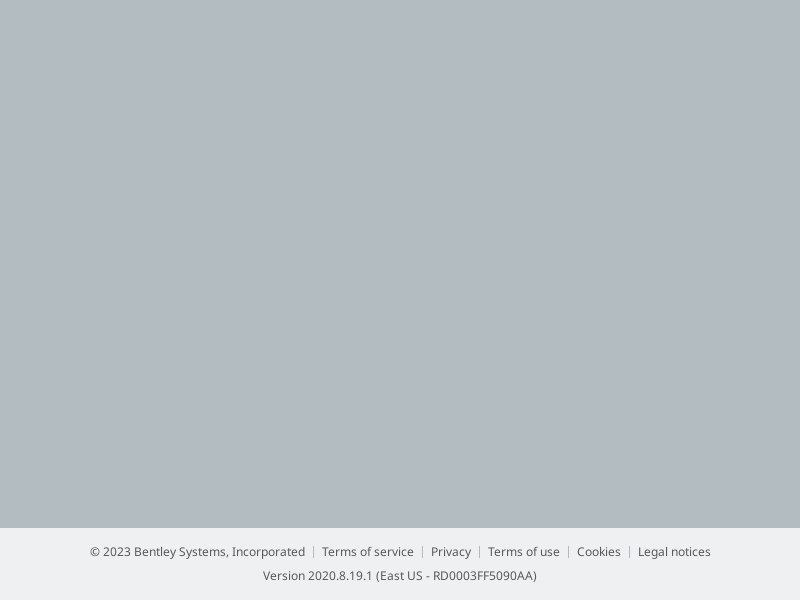 © 2023 Bentley Systems, Incorporated | Terms of service | Privacy | Terms of use | Cookies | Legal notices
Version 2020.8.19.1 (East US - RD0003FF5090AA)